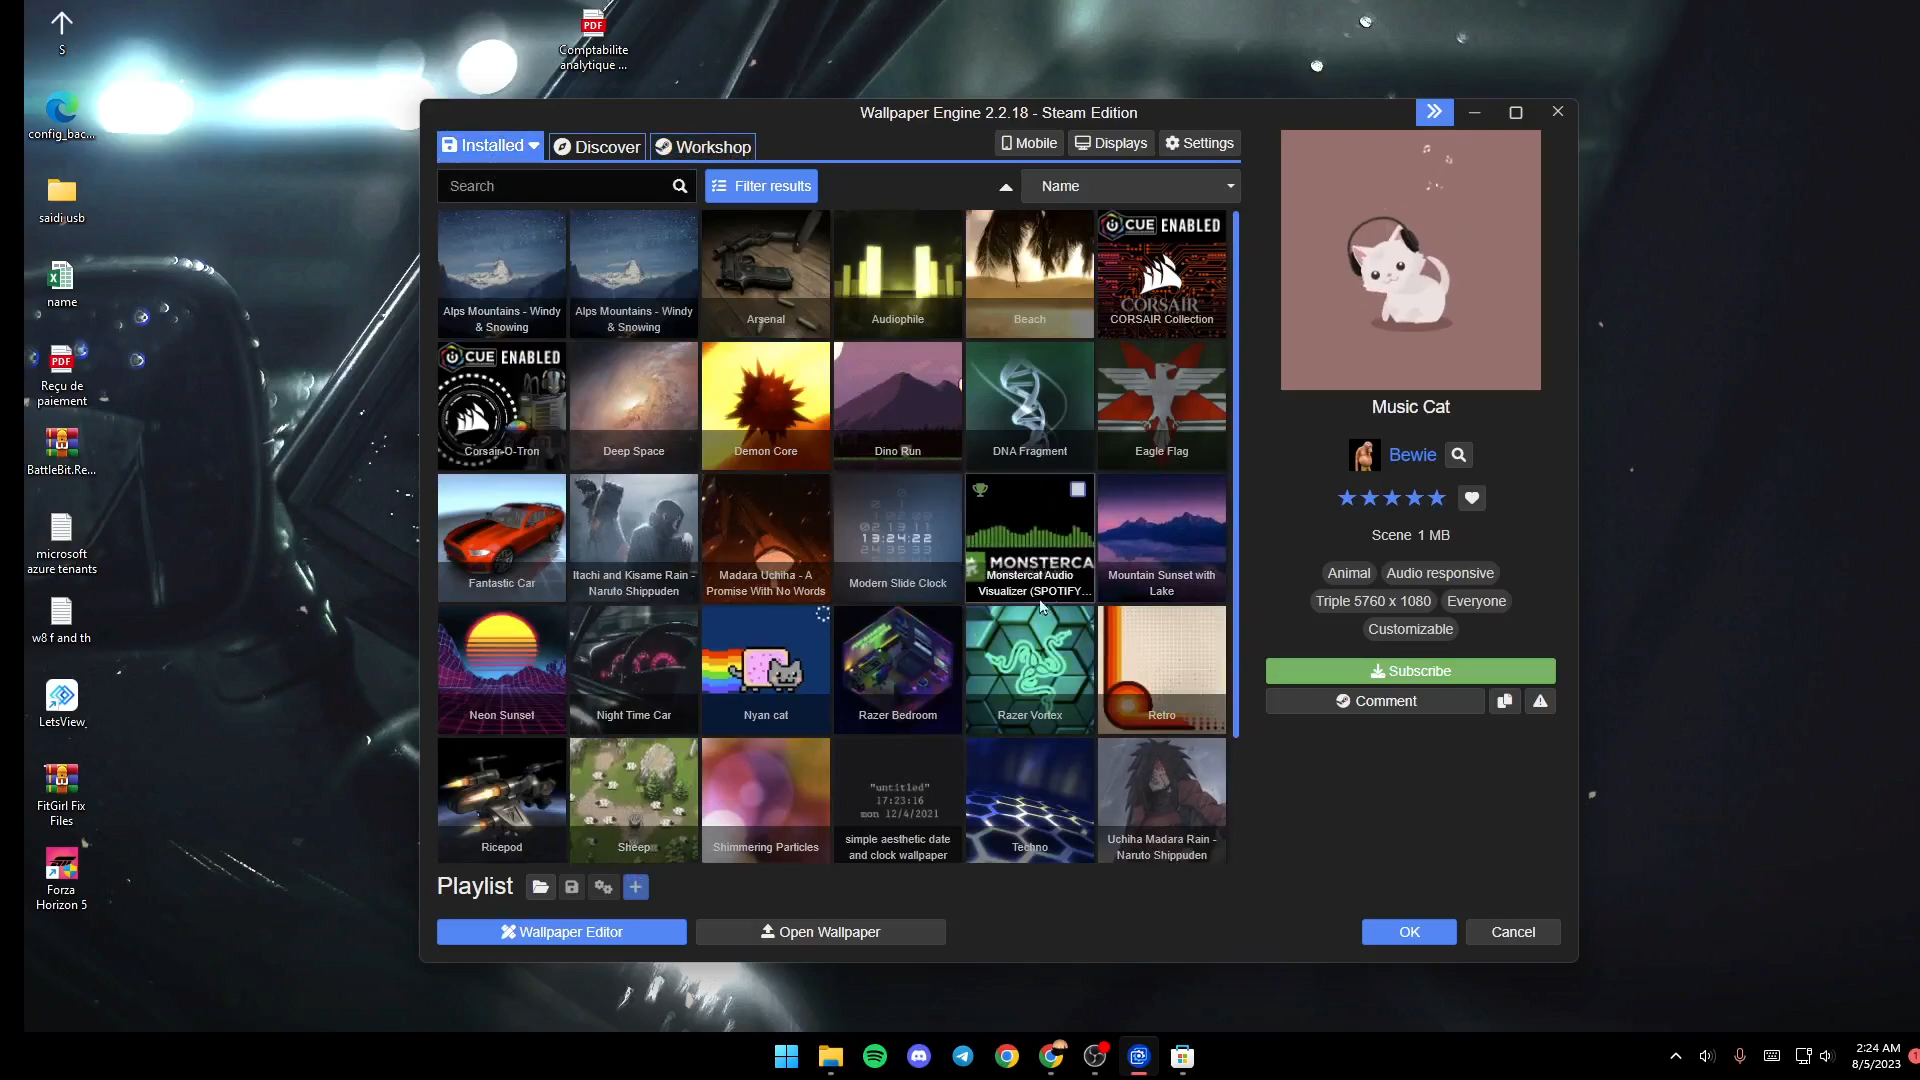 S
PDF
Comptabilite
analytique ...
config_bac...
saidi usb
name
PDF
Reçu de
paiement
BattleBit.Re...
microsoft
azure tenants
w8 f and th
LetsView
FitGirl Fix
Files
Forza
Horizon 5
Wallpaper Engine 2.2.18 - Steam Edition
Installed
Discover
Workshop
Mobile
Displays
Settings
Search
Filter results
Name
Alps Mountains - Windy
& Snowing
Alps Mountains - Windy
& Snowing
Arsenal
Audiophile
Beach
CUE ENABLED
CORSAIR
CORSAIR Collection
CUE ENABLED
Corsair-O-Tron
Deep Space
Demon Core
Dino Run
DNA Fragment
Eagle Flag
Fantastic Car
Itachi and Kisame Rain -
Naruto Shippuden
Madara Uchiha - A
Promise With No Words
13:24:22
Modern Slide Clock
MONSTERCA
Monstercat Audio
Visualizer (SPOTIFY...
Mountain Sunset with
Lake
Neon Sunset
Night Time Car
Nyan cat
Razer Bedroom
Razer Vortex
Retro
Ricepod
Sheep
Shimmering Particles
"untitled"
17:23:16
mon 12/4/2021
simple aesthetic date
and clock wallpaper
Techno
Uchiha Madara Rain -
Naruto Shippuden
Playlist
Wallpaper Editor
Open Wallpaper
Music Cat
Bewie
Scene 1 MB
Animal
Audio responsive
Triple 5760 x 1080
Everyone
Customizable
Subscribe
Comment
OK
Cancel
2:24 AM
8/5/2023
1